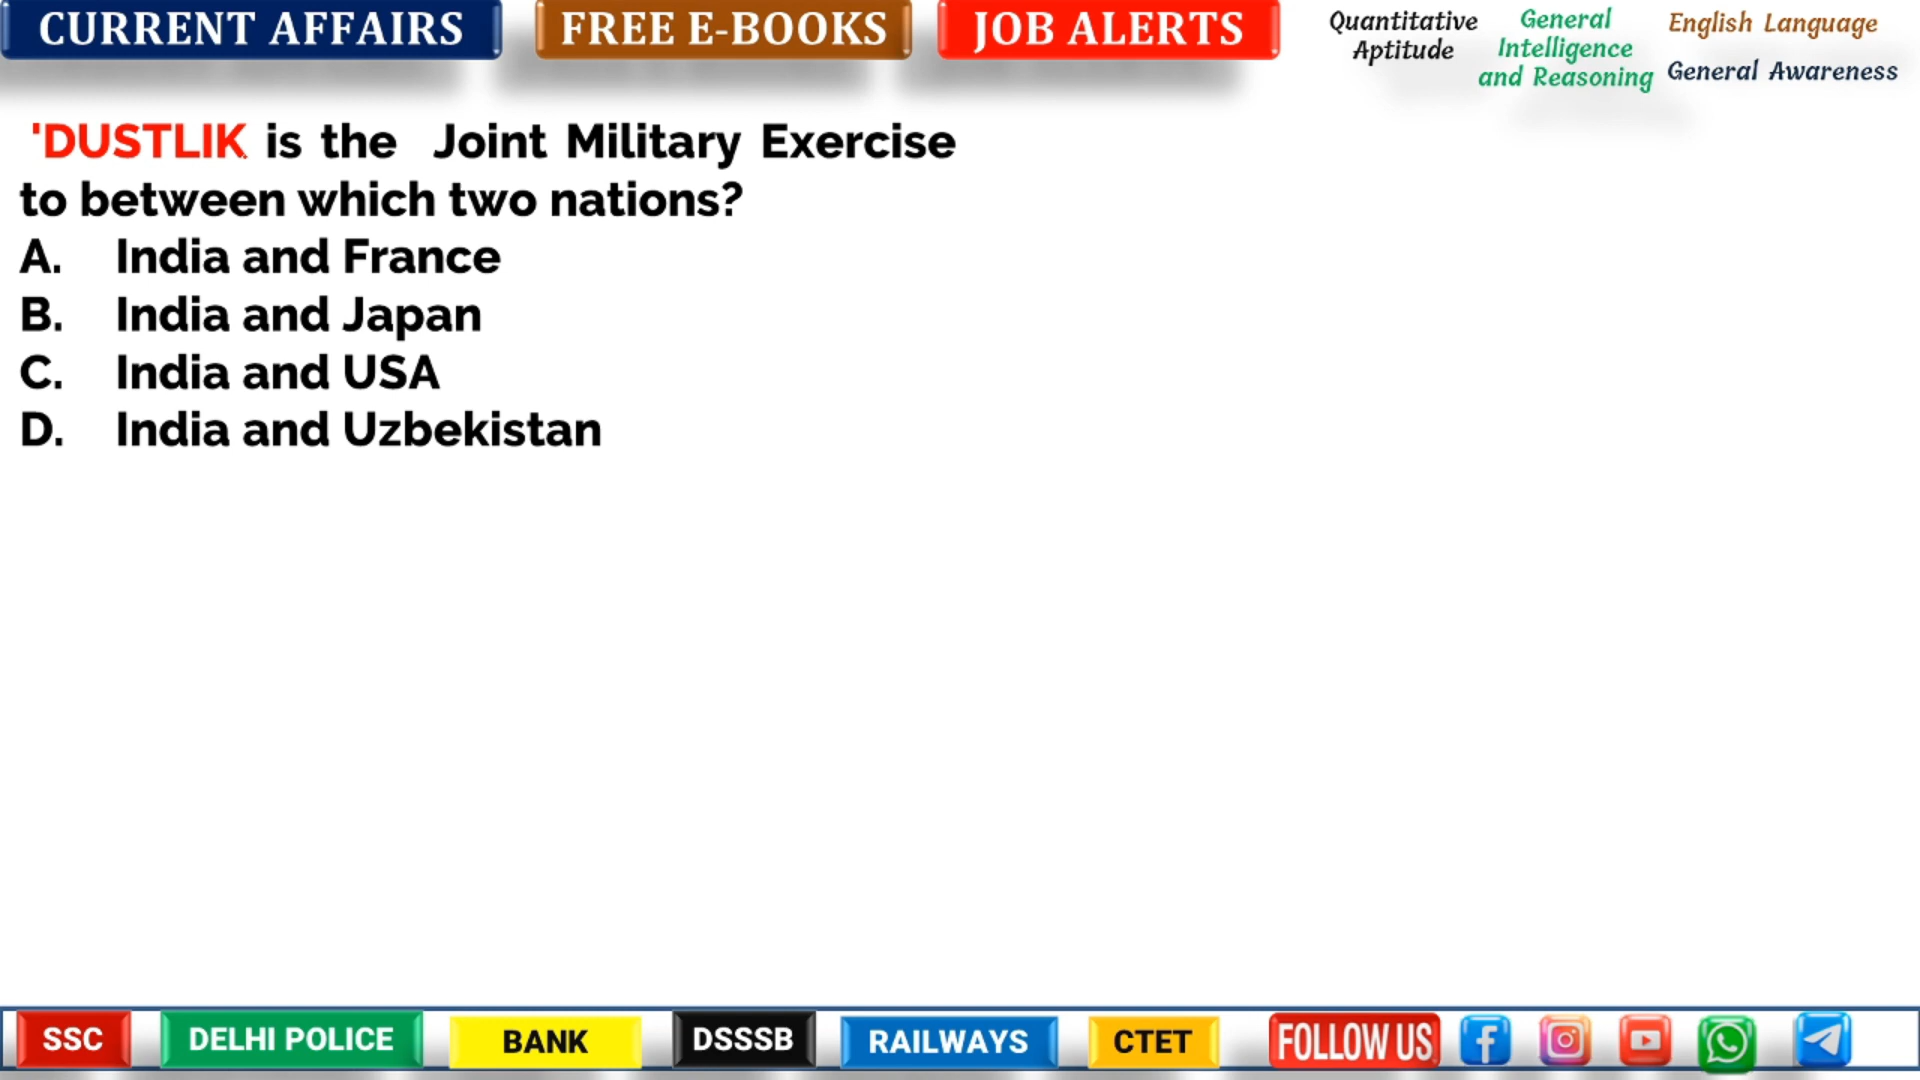 CURRENT AFFAIRS
FREE E-BOOKS
JOB ALERTS
Quantitative
Aptitude
General
Intelligence
and Reasoning
English Language
General Awareness
'DUSTLIK is the Joint Military Exercise
to between which two nations?
A. India and France
B. India and Japan
C. India and USA
D. India and Uzbekistan
SSC
DELHI POLICE
BANK
DSSSB
RAILWAYS
CTET
FOLLOW US